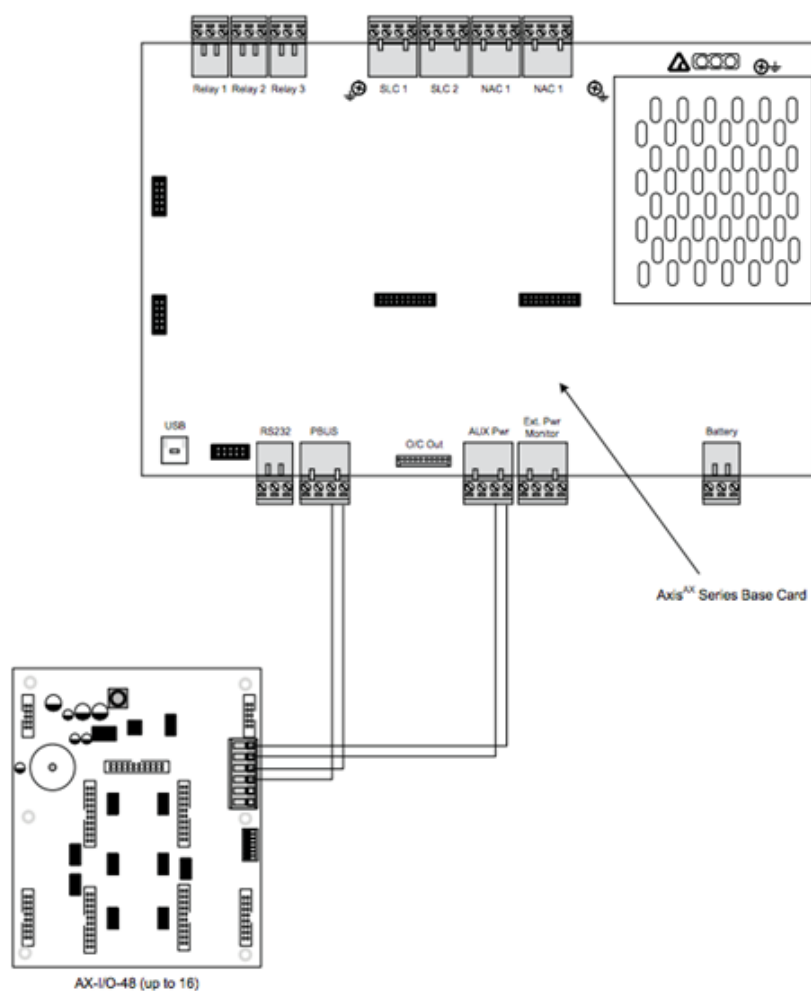 Relay 1 Relay 2 Relay 3 SLC 1 SLC 2 NAC 1 NAC 1
USB RS232 PBUS O/C Out AUX Pwr Ext. Pwr Battery
Monitor
Axis^AX Series Base Card
AX-I/O-48 (up to 16)